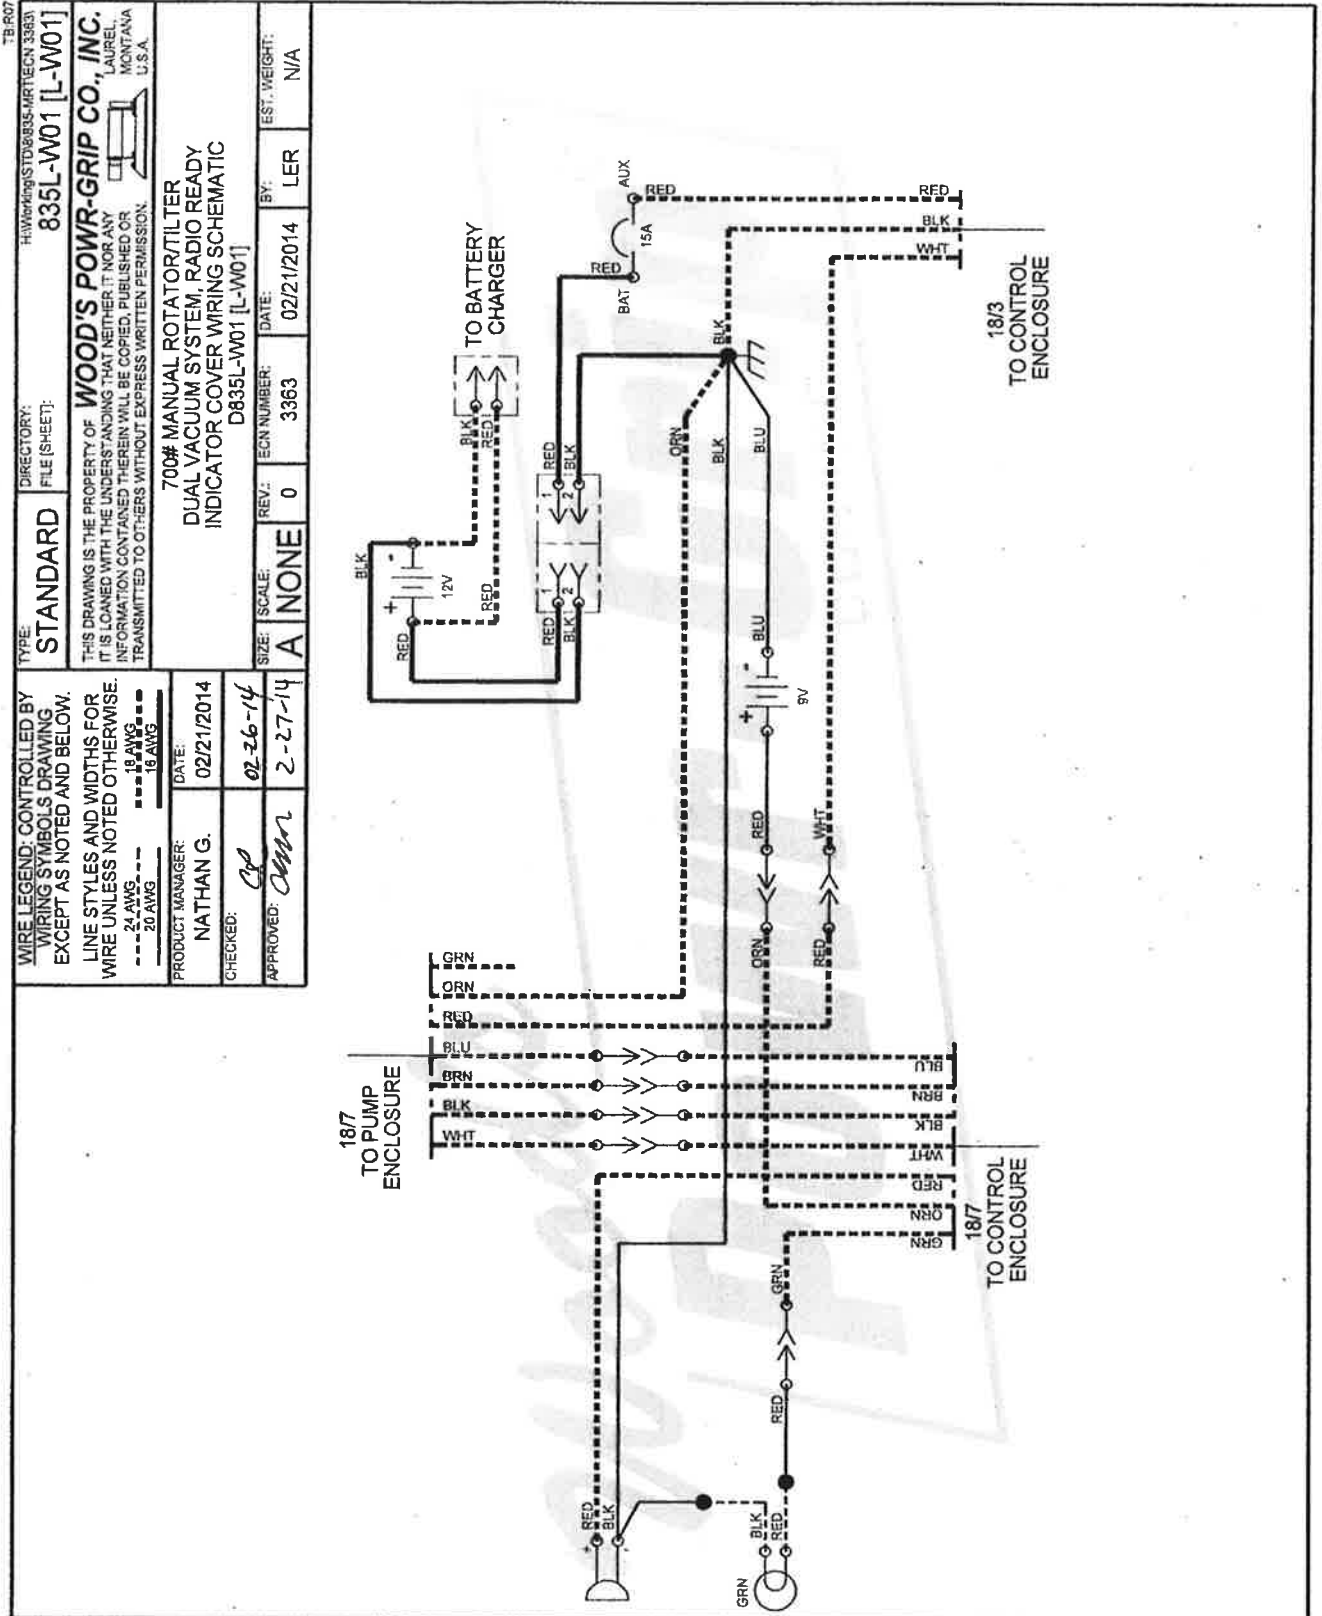 TB:R07
WIRE LEGEND: CONTROLLED BY
WIRING SYMBOLS DRAWING
EXCEPT AS NOTED AND BELOW.
LINE STYLES AND WIDTHS FOR
WIRE UNLESS NOTED OTHERWISE.
24 AWG
18 AWG
20 AWG
16 AWG
PRODUCT MANAGER:
NATHAN G.
DATE:
02/21/2014
CHECKED:
02-26-14
APPROVED:
2-27-14
TYPE:
STANDARD
DIRECTORY:
H:\Working\STD\8\835-MRT\ECN 3363\
FILE [SHEET]:
835L-W01 [L-W01]
THIS DRAWING IS THE PROPERTY OF WOOD'S POWR-GRIP CO., INC.
IT IS LOANED WITH THE UNDERSTANDING THAT NEITHER IT NOR ANY
INFORMATION CONTAINED THEREIN WILL BE COPIED, PUBLISHED OR
TRANSMITTED TO OTHERS WITHOUT EXPRESS WRITTEN PERMISSION.
LAUREL,
MONTANA
U.S.A.
700# MANUAL ROTATOR/TILTER
DUAL VACUUM SYSTEM, RADIO READY
INDICATOR COVER WIRING SCHEMATIC
D835L-W01 [L-W01]
SIZE:
A
SCALE:
NONE
REV.:
0
ECN NUMBER:
3363
DATE:
02/21/2014
BY:
LER
EST. WEIGHT:
N/A
BLK
+
-
12V
RED
RED
BLK
RED
TO BATTERY
CHARGER
RED
BLK
1
2
1
2
RED
BLK
RED
BAT
15A
AUX
RED
RED
BLK
WHT
18/3
TO CONTROL
ENCLOSURE
BLK
ORN
BLK
BLU
BLU
+
-
9V
RED
WHT
ORN
RED
18/7
TO PUMP
ENCLOSURE
GRN
ORN
RED
BLU
BRN
BLK
WHT
BLU
BRN
BLK
WHT
RED
ORN
GRN
18/7
TO CONTROL
ENCLOSURE
GRN
RED
+
RED
BLK
-
BLK
RED
GRN
Wood's
POWR-GRIP